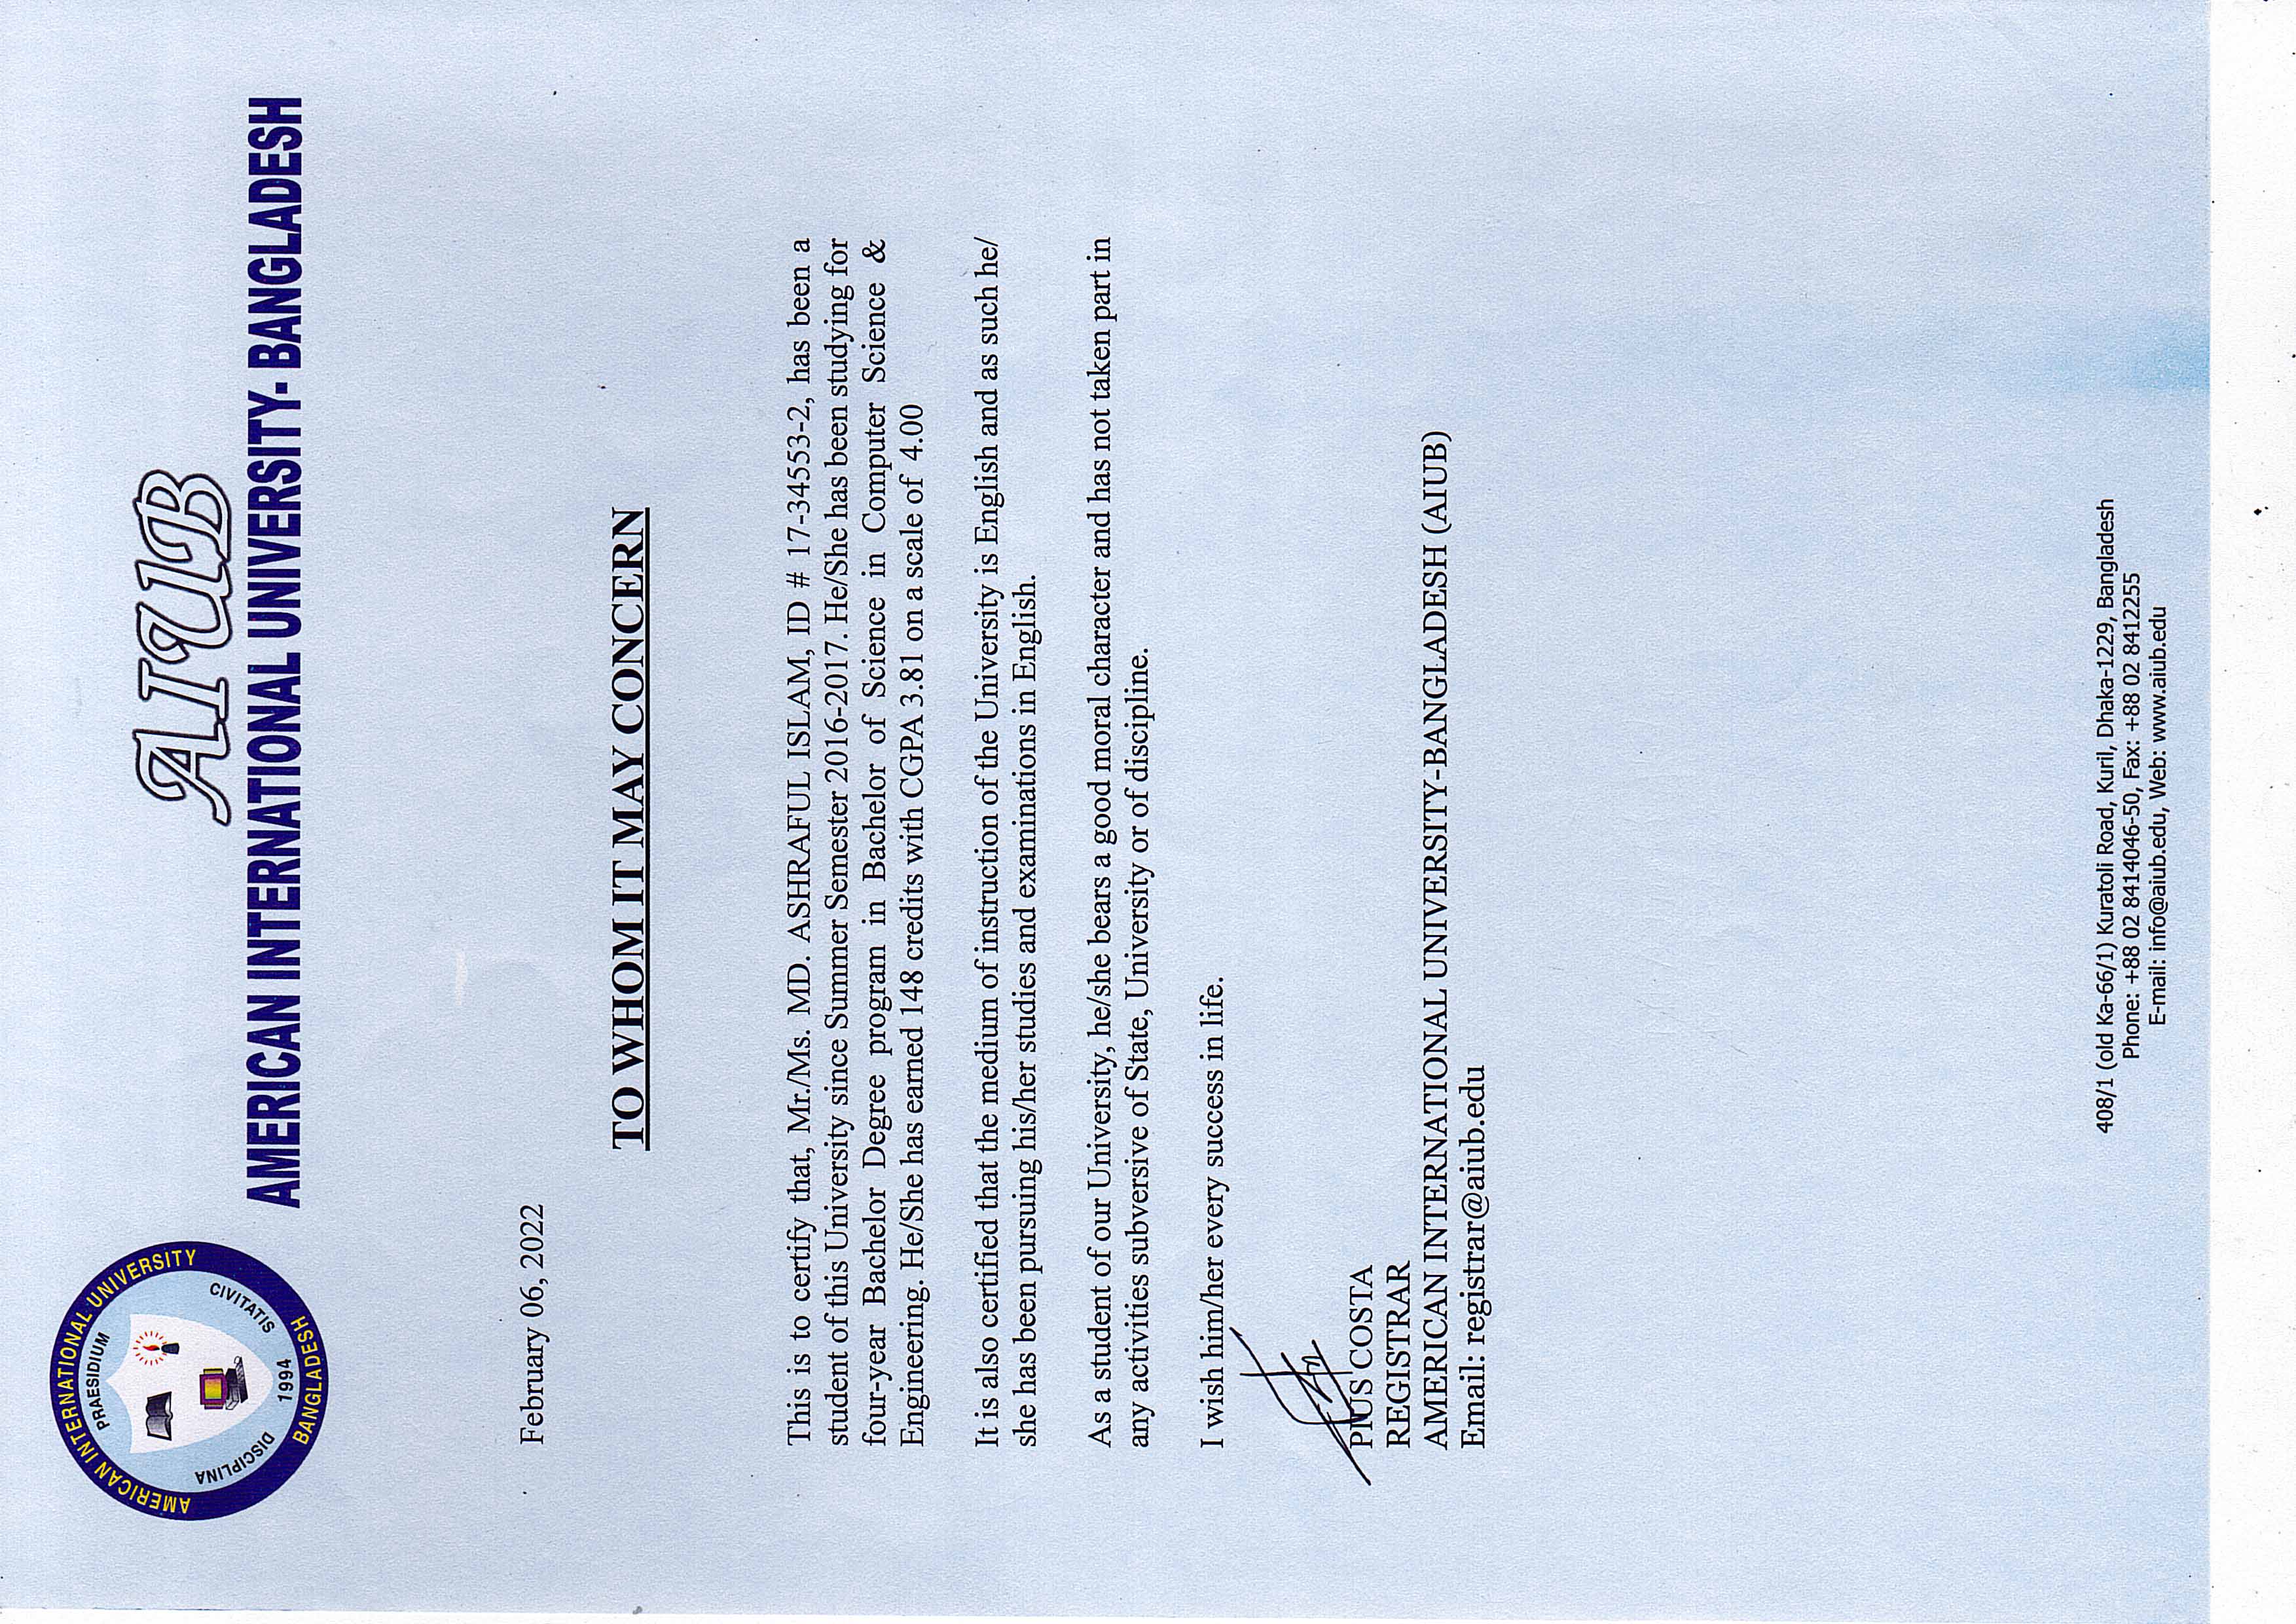 AMERICAN INTERNATIONAL UNIVERSITY
PRAESIDIUM
DISCIPLINA
CIVITATIS
1994
BANGLADESH
AIUB
AMERICAN INTERNATIONAL UNIVERSITY- BANGLADESH
February 06, 2022
TO WHOM IT MAY CONCERN
This is to certify that, Mr./Ms. MD. ASHRAFUL ISLAM, ID # 17-34553-2, has been a
student of this University since Summer Semester 2016-2017. He/She has been studying for
four-year Bachelor Degree program in Bachelor of Science in Computer Science &
Engineering. He/She has earned 148 credits with CGPA 3.81 on a scale of 4.00
It is also certified that the medium of instruction of the University is English and as such he/
she has been pursuing his/her studies and examinations in English.
As a student of our University, he/she bears a good moral character and has not taken part in
any activities subversive of State, University or of discipline.
I wish him/her every success in life.
PIUS COSTA
REGISTRAR
AMERICAN INTERNATIONAL UNIVERSITY-BANGLADESH (AIUB)
Email: registrar@aiub.edu
408/1 (old Ka-66/1) Kuratoli Road, Kuril, Dhaka-1229, Bangladesh
Phone: +88 02 8414046-50, Fax: +88 02 8412255
E-mail: info@aiub.edu, Web: www.aiub.edu